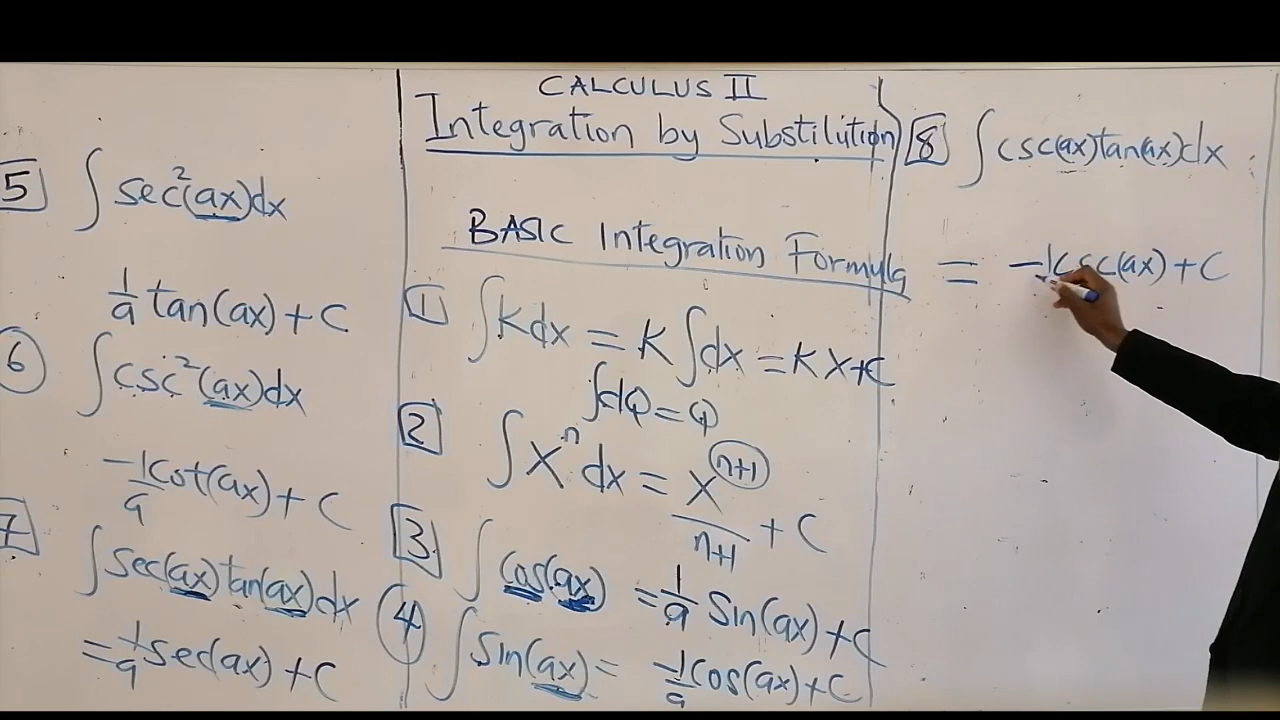 CALCULUS II
Integration by Substilution
BASIC Integration Formula
1 ∫Kdx = K∫dx = KX+C
∫dQ = Q
2 ∫X^n dx = X^(n+1)/(n+1) + C
3 ∫cos(ax) = 1/a Sin(ax) + C
4 ∫Sin(ax) = -1/a Cos(ax) + C
5 ∫sec²(ax)dx
1/a tan(ax) + C
6 ∫csc²(ax)dx
-1/a Cot(ax) + C
7 ∫Sec(ax)tan(ax)dx
= 1/a Sec(ax) + C
8 ∫csc(ax)tan(ax)dx
= -1 csc(ax) + C